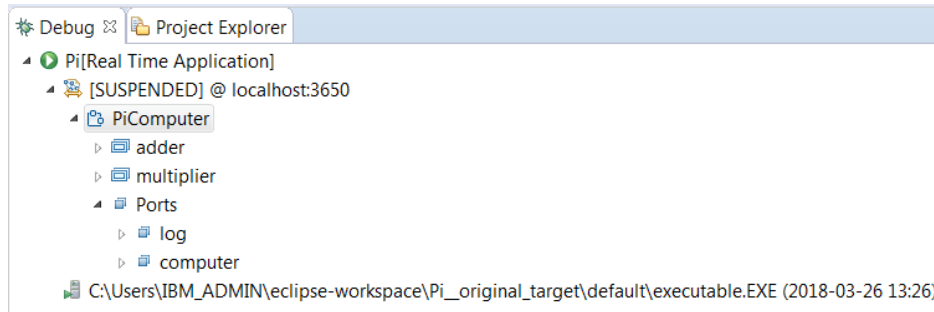 Debug Project Explorer
Pi[Real Time Application]
[SUSPENDED] @ localhost:3650
PiComputer
adder
multiplier
Ports
log
computer
C:\Users\IBM_ADMIN\eclipse-workspace\Pi__original_target\default\executable.EXE (2018-03-26 13:26)